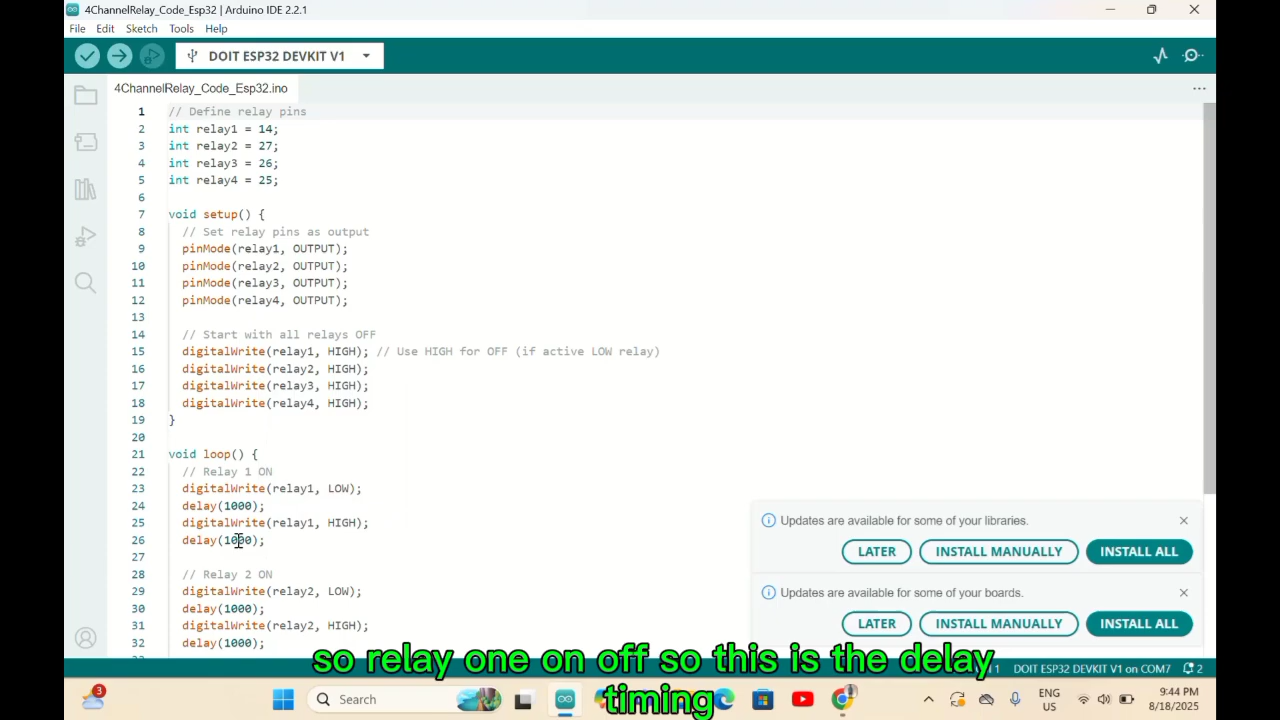 4ChannelRelay_Code_Esp32 | Arduino IDE 2.2.1
File Edit Sketch Tools Help
DOIT ESP32 DEVKIT V1
4ChannelRelay_Code_Esp32.ino
1 // Define relay pins
2 int relay1 = 14;
3 int relay2 = 27;
4 int relay3 = 26;
5 int relay4 = 25;
6
7 void setup() {
8 // Set relay pins as output
9 pinMode(relay1, OUTPUT);
10 pinMode(relay2, OUTPUT);
11 pinMode(relay3, OUTPUT);
12 pinMode(relay4, OUTPUT);
13
14 // Start with all relays OFF
15 digitalWrite(relay1, HIGH); // Use HIGH for OFF (if active LOW relay)
16 digitalWrite(relay2, HIGH);
17 digitalWrite(relay3, HIGH);
18 digitalWrite(relay4, HIGH);
19 }
20
21 void loop() {
22 // Relay 1 ON
23 digitalWrite(relay1, LOW);
24 delay(1000);
25 digitalWrite(relay1, HIGH);
26 delay(1000);
27
28 // Relay 2 ON
29 digitalWrite(relay2, LOW);
30 delay(1000);
31 digitalWrite(relay2, HIGH);
32 delay(1000);
Updates are available for some of your libraries.
LATER INSTALL MANUALLY INSTALL ALL
Updates are available for some of your boards.
LATER INSTALL MANUALLY INSTALL ALL
so relay one on off so this is the delay
timing
1 DOIT ESP32 DEVKIT V1 on COM7 2
3 Search ENG US 9:44 PM
8/18/2025